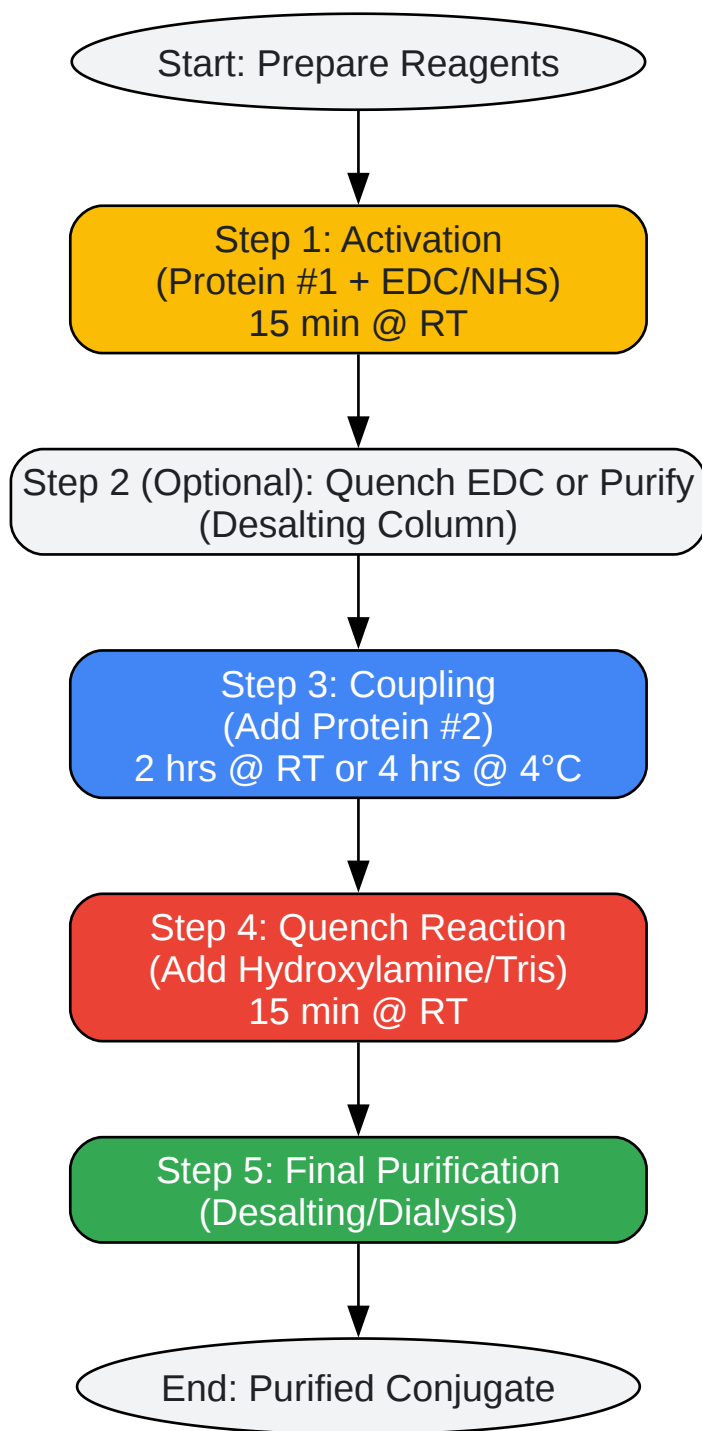 Start: Prepare Reagents
Step 1: Activation
(Protein #1 + EDC/NHS)
15 min @ RT
Step 2 (Optional): Quench EDC or Purify
(Desalting Column)
Step 3: Coupling
(Add Protein #2)
2 hrs @ RT or 4 hrs @ 4°C
Step 4: Quench Reaction
(Add Hydroxylamine/Tris)
15 min @ RT
Step 5: Final Purification
(Desalting/Dialysis)
End: Purified Conjugate